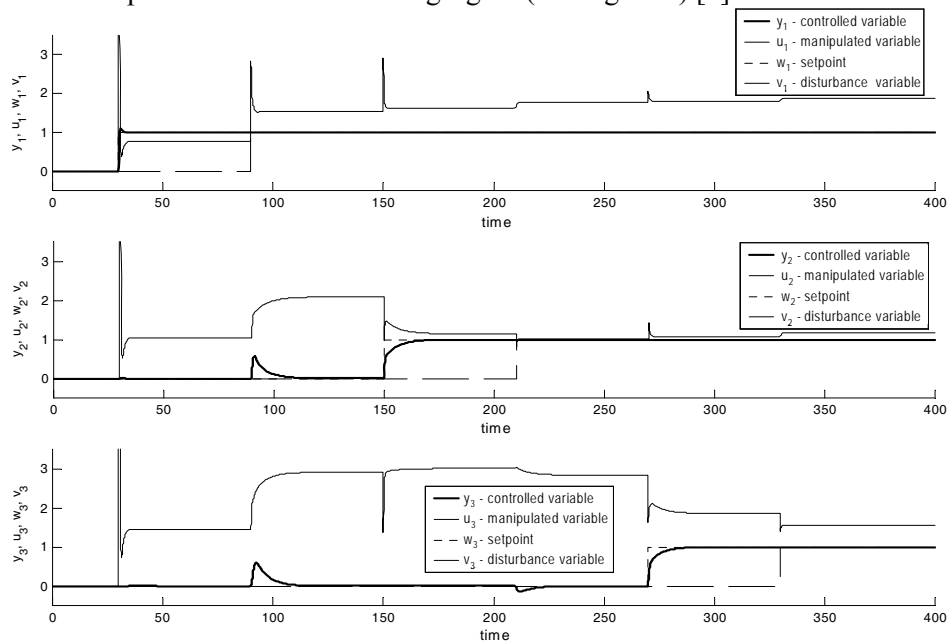 y1 - controlled variable
u1 - manipulated variable
w1 - setpoint
v1 - disturbance variable
y1, u1, w1, v1
3
2
1
0
0 50 100 150 200 250 300 350 400
time
y2 - controlled variable
u2 - manipulated variable
w2 - setpoint
v2 - disturbance variable
y2, u2, w2, v2
3
2
1
0
0 50 100 150 200 250 300 350 400
time
y3 - controlled variable
u3 - manipulated variable
w3 - setpoint
v3 - disturbance variable
y3, u3, w3, v3
3
2
1
0
0 50 100 150 200 250 300 350 400
time